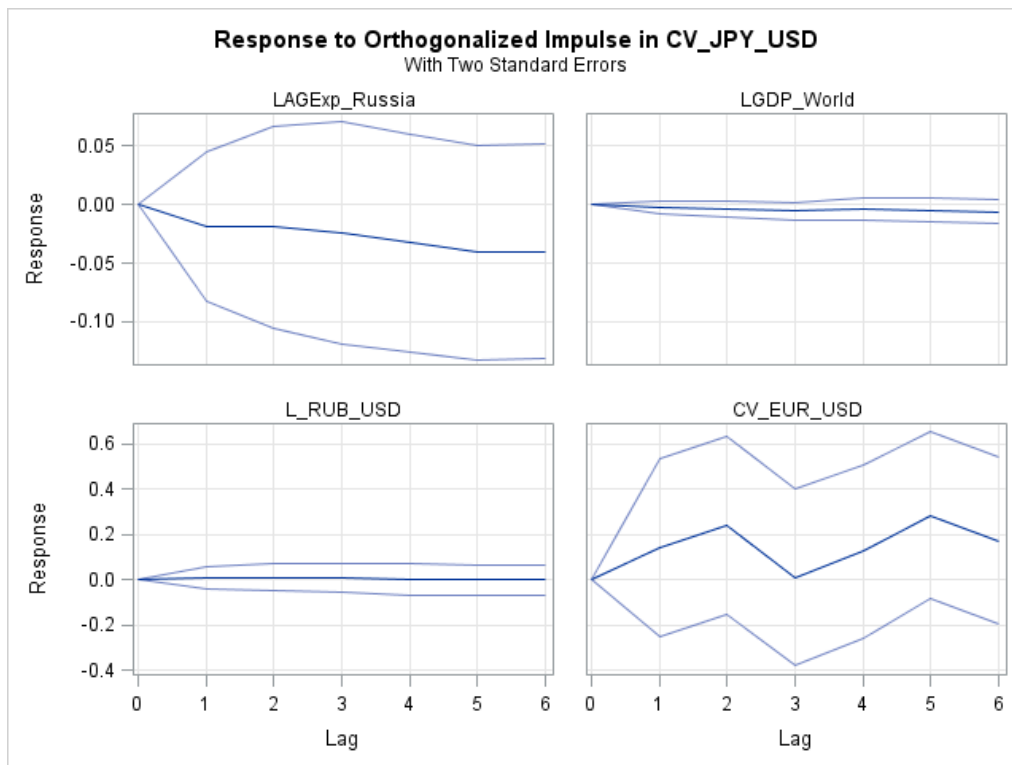 Response to Orthogonalized Impulse in CV_JPY_USD
With Two Standard Errors
LAGExp_Russia
LGDP_World
0.05
0.00
-0.05
-0.10
Response
L_RUB_USD
CV_EUR_USD
0.6
0.4
0.2
0.0
-0.2
-0.4
Response
0 1 2 3 4 5 6
0 1 2 3 4 5 6
Lag
Lag